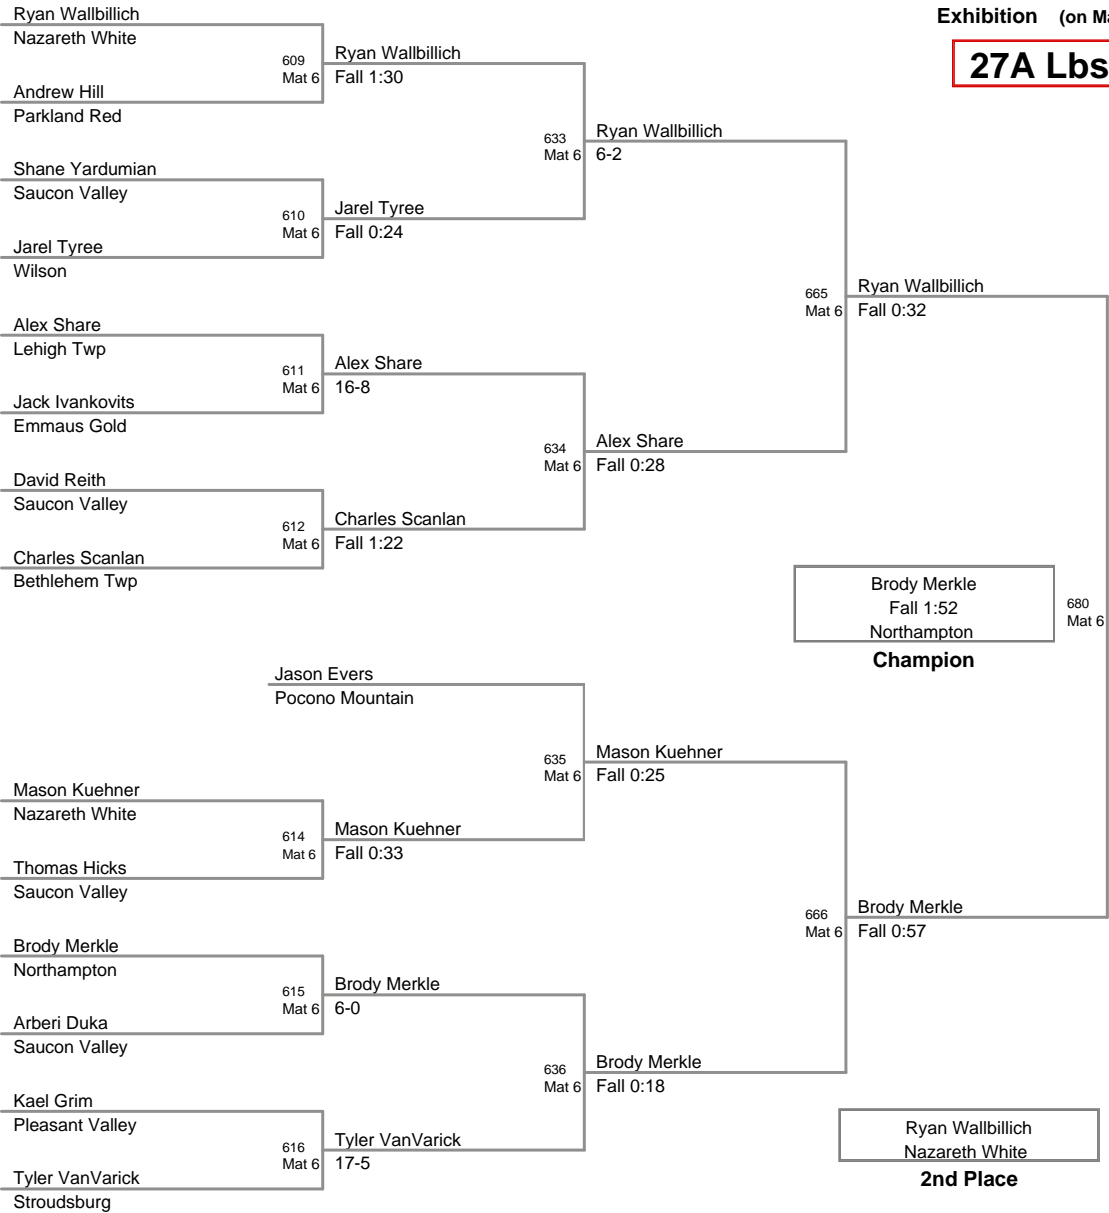 Exhibition (on Ma
27A Lbs
Ryan Wallbillich
Nazareth White
609
Mat 6
Ryan Wallbillich
Fall 1:30
Andrew Hill
Parkland Red
633
Mat 6
Ryan Wallbillich
6-2
Shane Yardumian
Saucon Valley
610
Mat 6
Jarel Tyree
Fall 0:24
Jarel Tyree
Wilson
665
Mat 6
Ryan Wallbillich
Fall 0:32
Alex Share
Lehigh Twp
611
Mat 6
Alex Share
16-8
Jack Ivankovits
Emmaus Gold
634
Mat 6
Alex Share
Fall 0:28
David Reith
Saucon Valley
612
Mat 6
Charles Scanlan
Fall 1:22
Charles Scanlan
Bethlehem Twp
Brody Merkle
Fall 1:52
Northampton
Champion
680
Mat 6
Jason Evers
Pocono Mountain
635
Mat 6
Mason Kuehner
Fall 0:25
Mason Kuehner
Nazareth White
614
Mat 6
Mason Kuehner
Fall 0:33
Thomas Hicks
Saucon Valley
666
Mat 6
Brody Merkle
Fall 0:57
Brody Merkle
Northampton
615
Mat 6
Brody Merkle
6-0
Arberi Duka
Saucon Valley
636
Mat 6
Brody Merkle
Fall 0:18
Kael Grim
Pleasant Valley
616
Mat 6
Tyler VanVarick
17-5
Tyler VanVarick
Stroudsburg
Ryan Wallbillich
Nazareth White
2nd Place